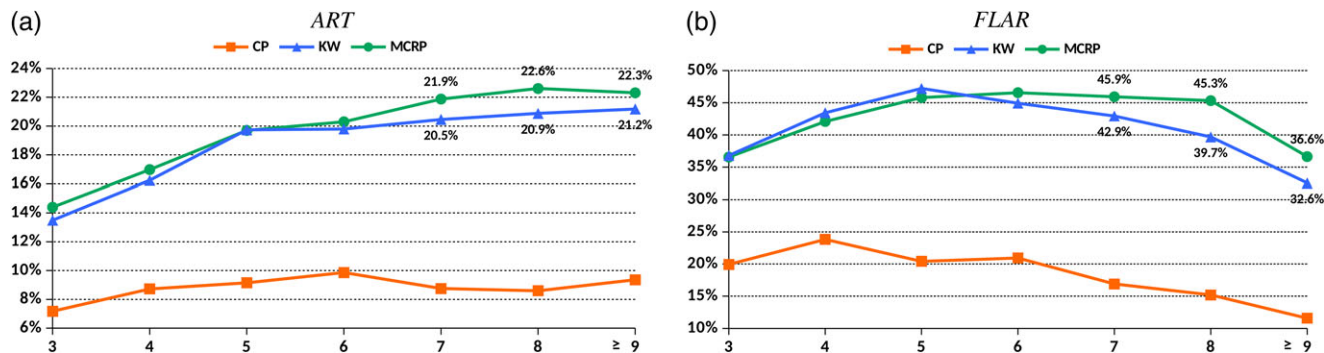 (a) ART
CP KW MCRP
24%
22%
20%
18%
16%
14%
12%
10%
8%
6%
21.9% 22.6% 22.3%
20.5% 20.9% 21.2%
3 4 5 6 7 8 ≥ 9
(b) FLAR
CP KW MCRP
50%
45%
40%
35%
30%
25%
20%
15%
10%
45.9% 45.3% 36.6%
42.9% 39.7% 32.6%
3 4 5 6 7 8 ≥ 9